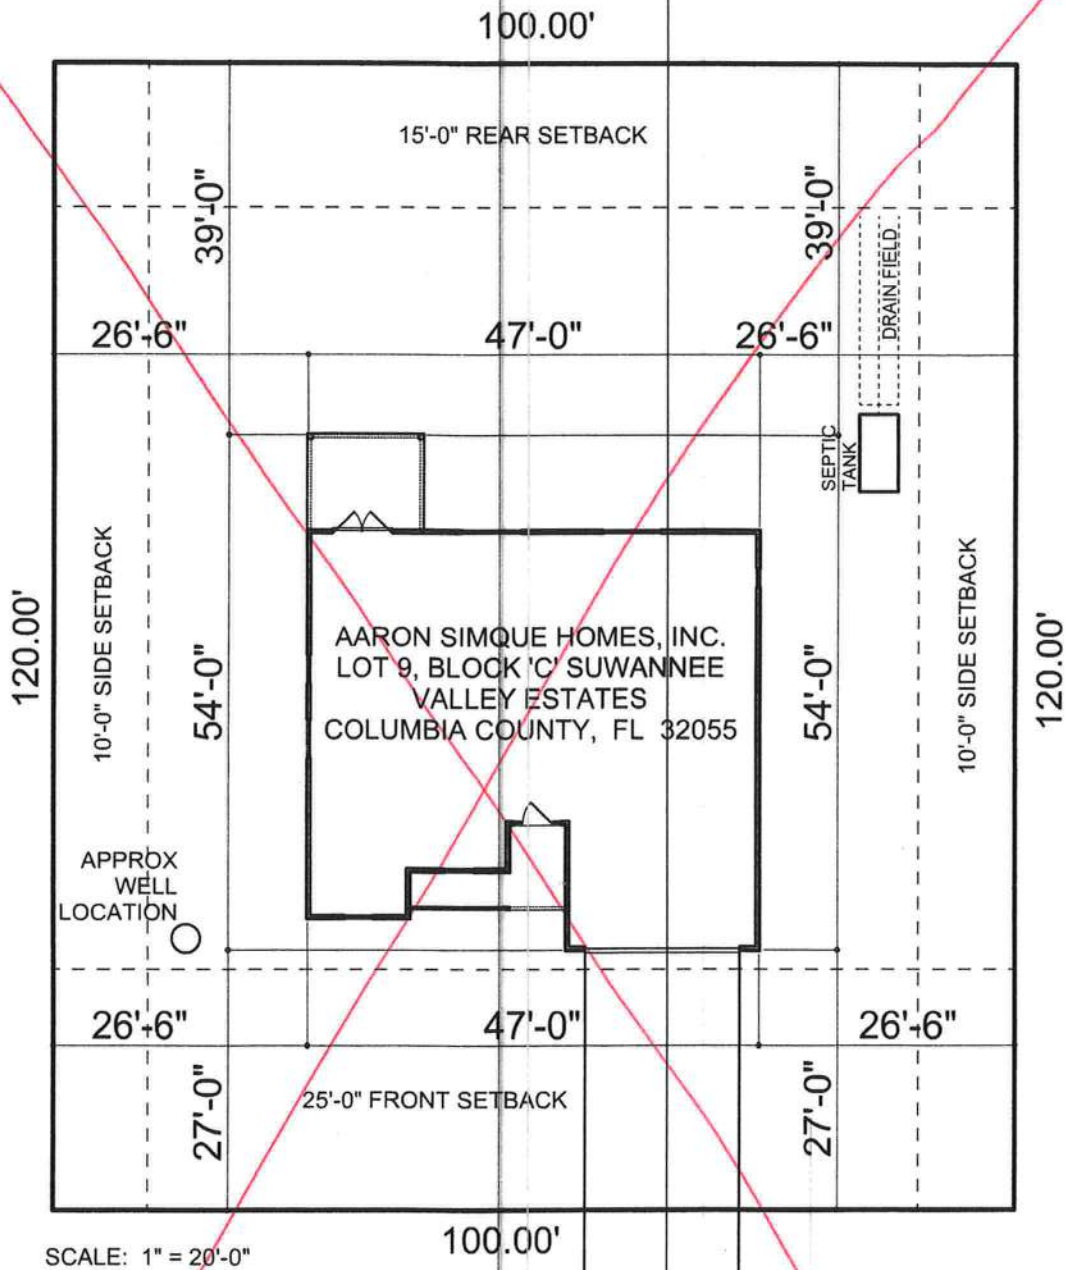 100.00'
15'-0" REAR SETBACK
39'-0"
39'-0"
DRAIN FIELD
26'-6"
47'-0"
26'-6"
SEPTIC
TANK
120.00'
10'-0" SIDE SETBACK
54'-0"
AARON SIMQUE HOMES, INC.
LOT 9, BLOCK 'C' SUWANNEE
VALLEY ESTATES
COLUMBIA COUNTY, FL 32055
54'-0"
10'-0" SIDE SETBACK
120.00'
APPROX
WELL
LOCATION
26'-6"
47'-0"
26'-6"
27'-0"
25'-0" FRONT SETBACK
27'-0"
100.00'
SCALE: 1" = 20'-0"